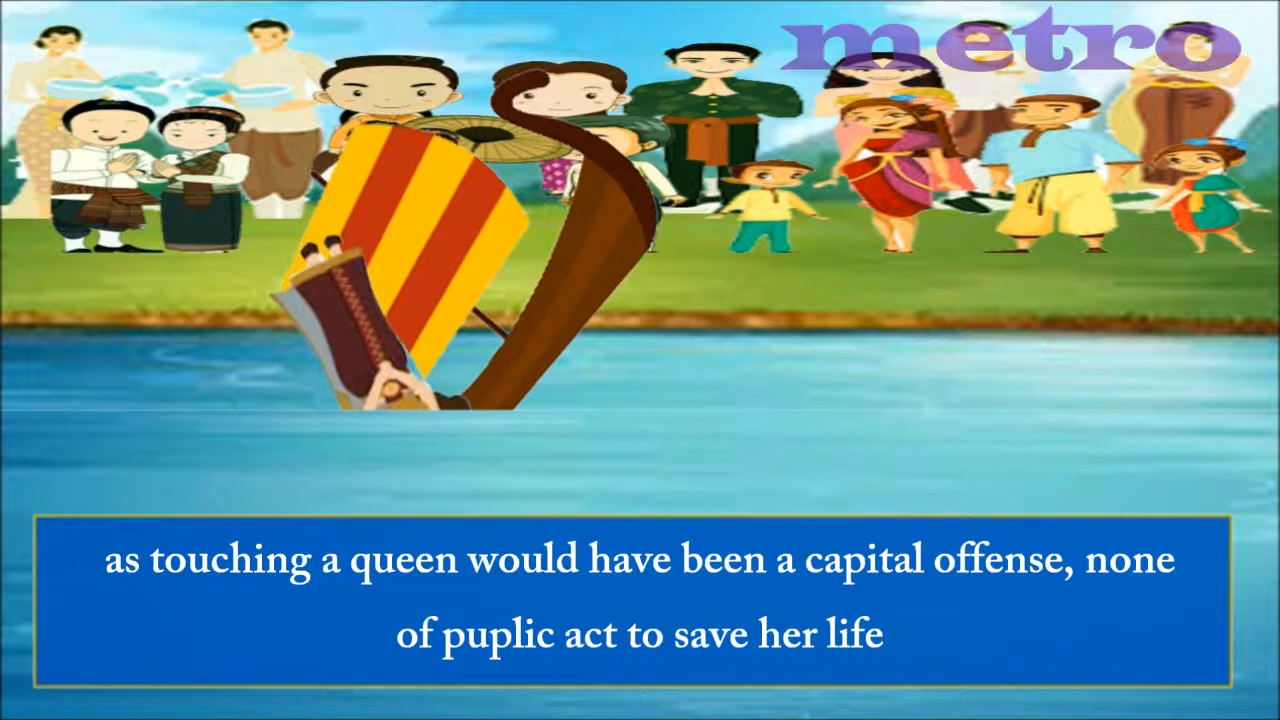 metro
as touching a queen would have been a capital offense, none
of puplic act to save her life